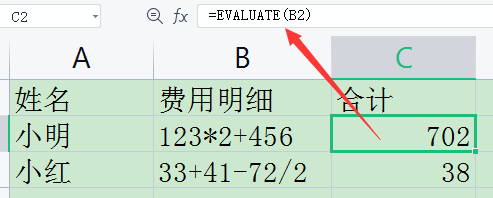 C2 fx =EVALUATE(B2)
A B C
姓名 费用明细 合计
小明 123*2+456 702
小红 33+41-72/2 38